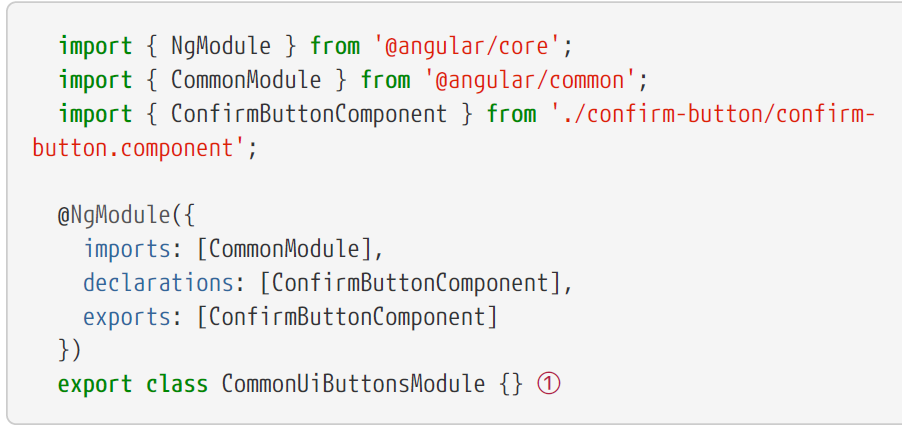 import { NgModule } from '@angular/core';
import { CommonModule } from '@angular/common';
import { ConfirmButtonComponent } from './confirm-button/confirm-
button.component';
@NgModule({
imports: [CommonModule],
declarations: [ConfirmButtonComponent],
exports: [ConfirmButtonComponent]
})
export class CommonUiButtonsModule {} ①